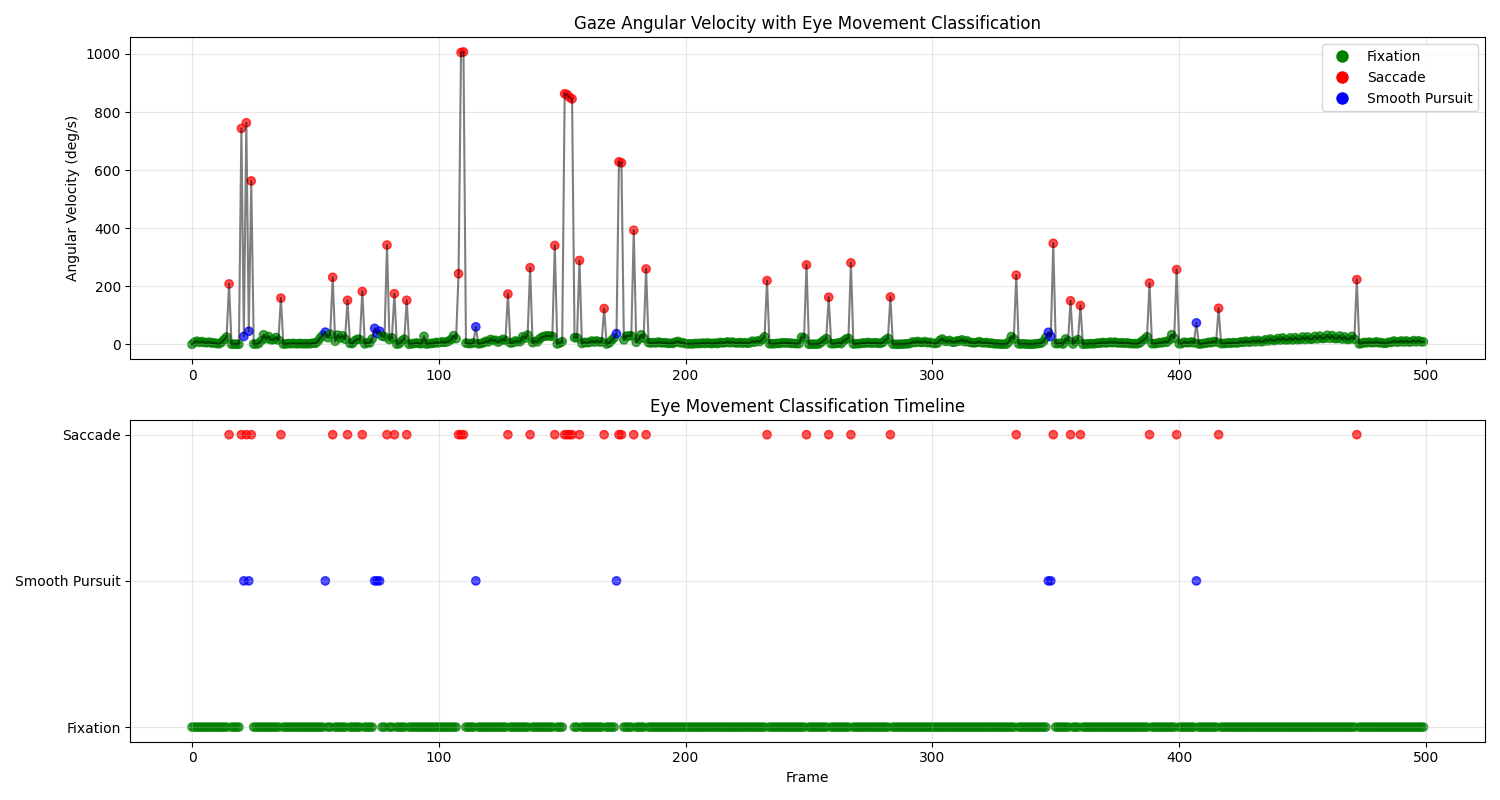 Gaze Angular Velocity with Eye Movement Classification
Angular Velocity (deg/s)
1000
800
600
400
200
0
Fixation
Saccade
Smooth Pursuit
0 100 200 300 400 500
Eye Movement Classification Timeline
Saccade
Smooth Pursuit
Fixation
0 100 200 300 400 500
Frame